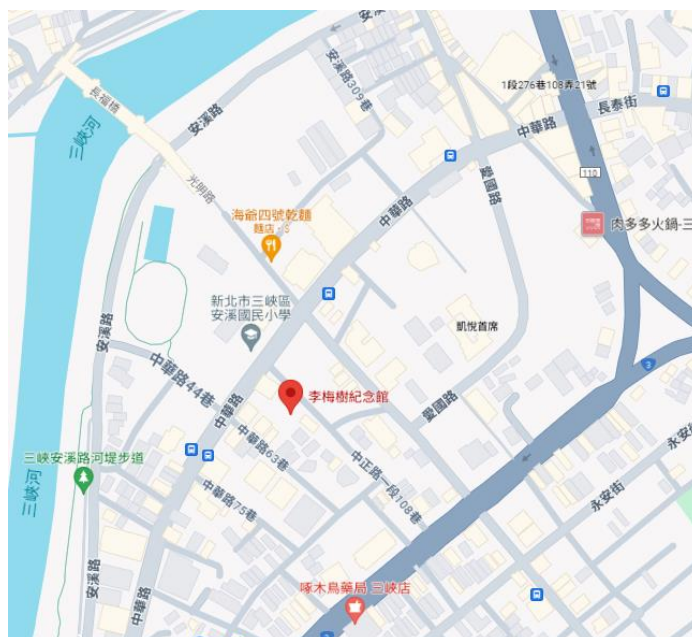 安溪路
安溪路309巷
1段276巷108弄21號
長泰街
長福橋
三峽河
安溪路
中華路
110
光明路
愛國路
海爺四號乾麵
麵店·S
中華路
肉多多火鍋-三
新北市三峽區
安溪國民小學
凱悅首席
安溪路
中華路44巷
3
李梅樹紀念館
中華路
愛國路
永安街
三峽安溪路河堤步道
中華路63巷
中正路一段108巷
三峽河
中華路75巷
永安街
安溪路
中華路
啄木鳥藥局 三峽店
3